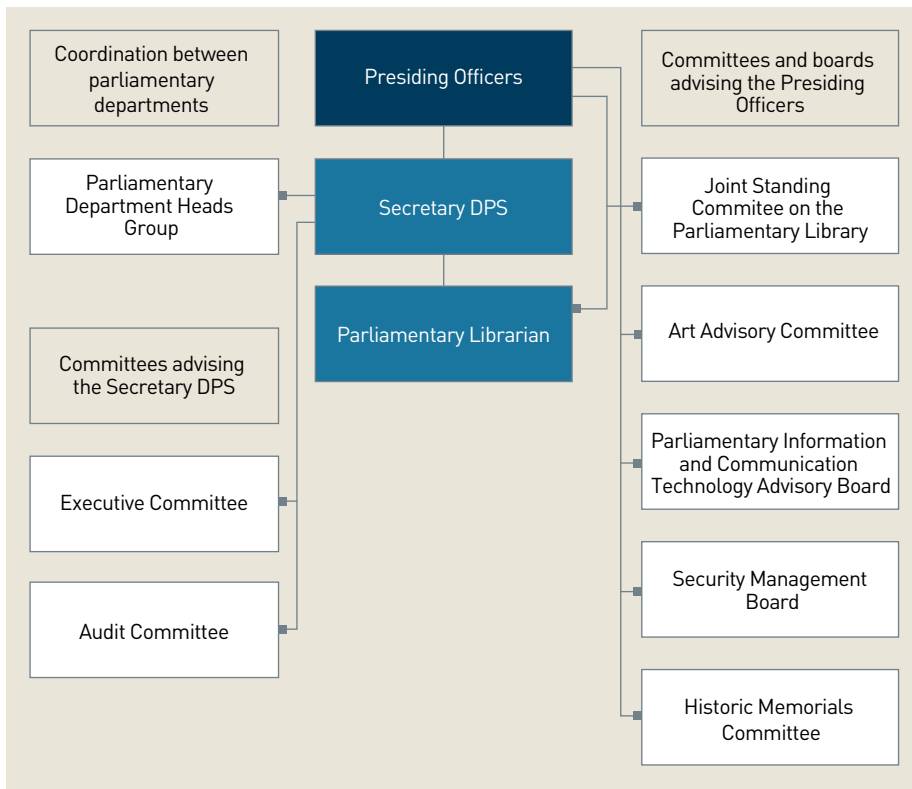 Coordination between
parliamentary
departments
Presiding Officers
Committees and boards
advising the Presiding
Officers
Parliamentary
Department Heads
Group
Secretary DPS
Joint Standing
Commitee on the
Parliamentary Library
Parliamentary Librarian
Art Advisory Committee
Committees advising
the Secretary DPS
Parliamentary Information
and Communication
Technology Advisory Board
Executive Committee
Security Management
Board
Audit Committee
Historic Memorials
Committee